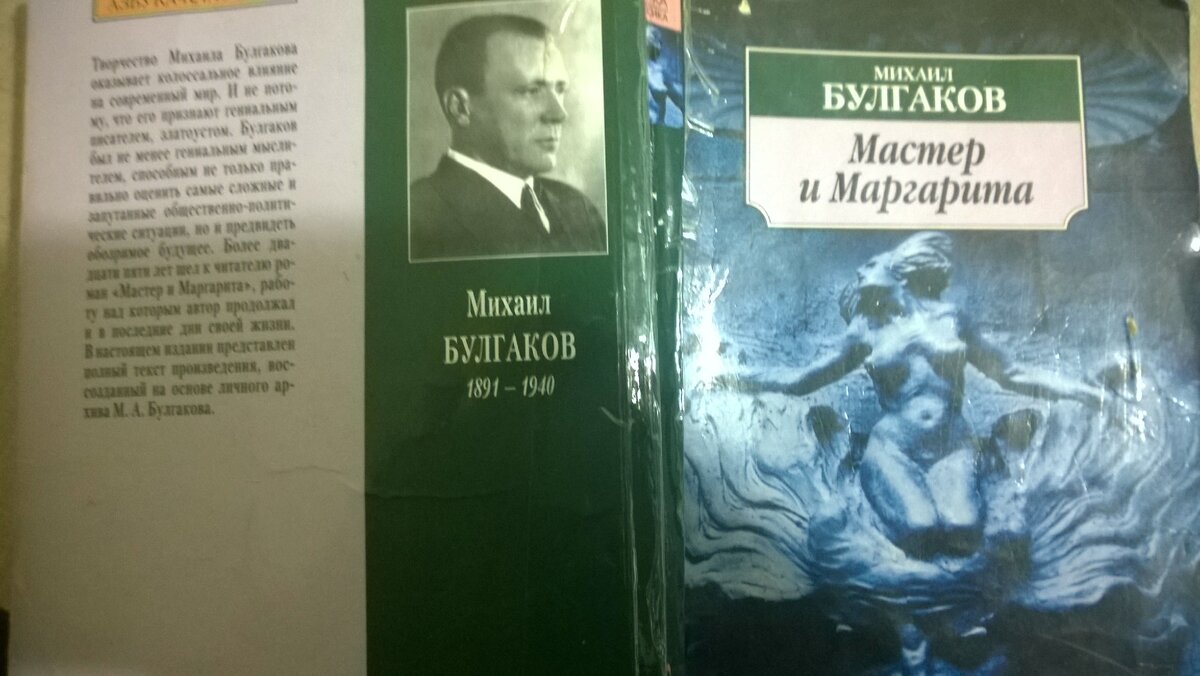 Творчество Михаила Булгакова
оказывает колоссальное влияние
на современный мир. И не пото-
му, что его признают гениальным
писателем, златоустом. Булгаков
был не менее гениальным мысли-
телем, способным не только пра-
вильно оценить самые сложные и
запутанные общественно-полити-
ческие ситуации, но и предвидеть
обозримое будущее. Более два-
дцати пяти лет шел к читателю ро-
ман «Мастер и Маргарита», рабо-
ту над которым автор продолжал
и в последние дни своей жизни.
В настоящем издании представлен
полный текст произведения, вос-
созданный на основе личного ар-
хива М. А. Булгакова.
Михаил
БУЛГАКОВ
1891 – 1940
МИХАИЛ
БУЛГАКОВ
Мастер
и Маргарита